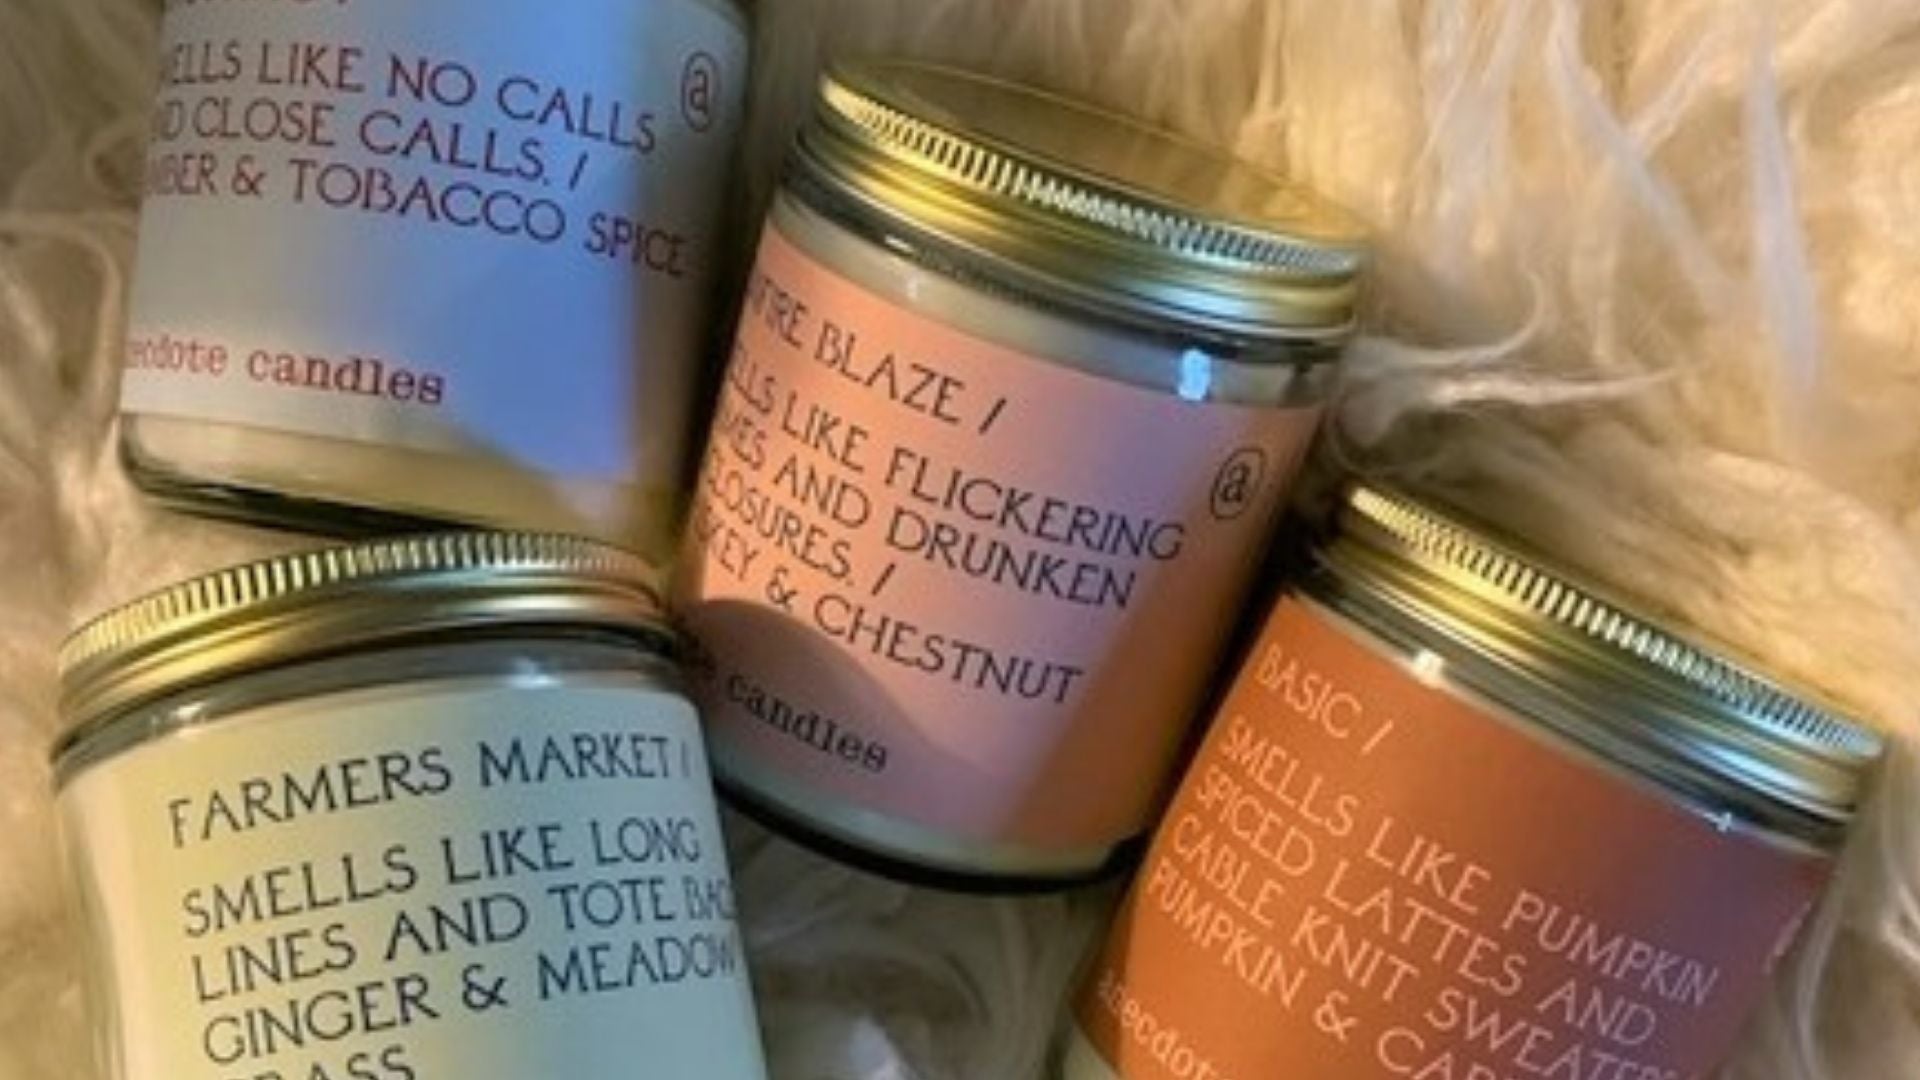 LIKE NO CALLS
CLOSE CALLS. /
& TOBACCO SPICE
@
candles
BLAZE /
LIKE FLICKERING
AND DRUNKEN
/
& CHESTNUT
@
candles
FARMERS MARKET /
SMELLS LIKE LONG
LINES AND TOTE
GINGER & MEADOW
BASIC /
SMELLS LIKE PUMPKIN
SPICED LATTES AND
CABLE KNIT SWEATERS
PUMPKIN &